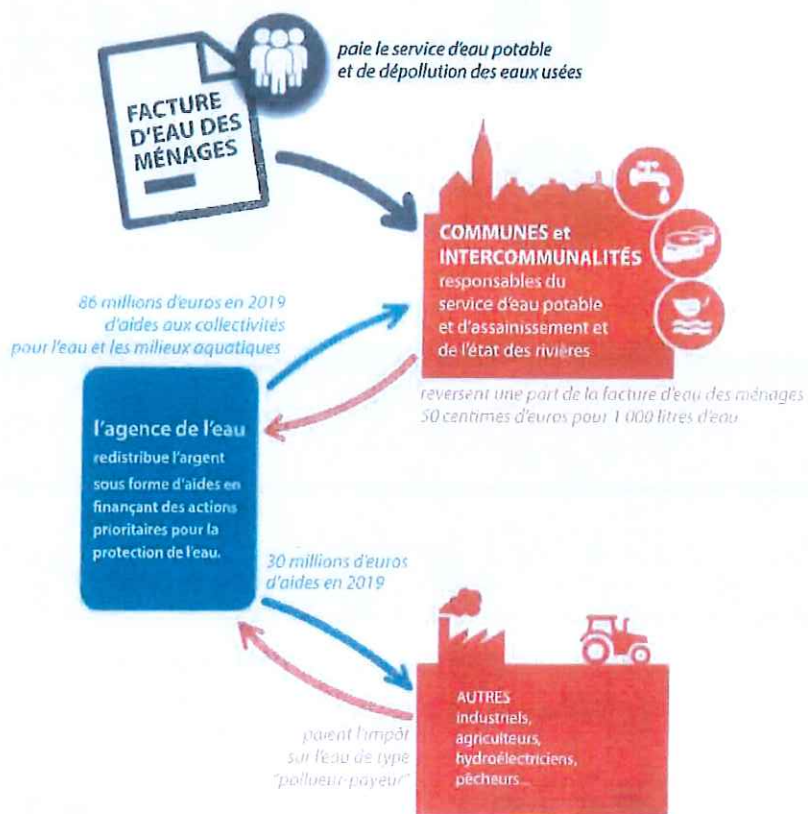 paie le service d'eau potable
et de dépollution des eaux usées
FACTURE
D'EAU DES
MÉNAGES
COMMUNES et
INTERCOMMUNALITÉS
responsables du
service d'eau potable
et d'assainissement et
de l'état des rivières
86 millions d'euros en 2019
d'aides aux collectivités
pour l'eau et les milieux aquatiques
reversent une part de la facture d'eau des ménages
50 centimes d'euros pour 1 000 litres d'eau
l'agence de l'eau
redistribue l'argent
sous forme d'aides en
finançant des actions
prioritaires pour la
protection de l'eau.
30 millions d'euros
d'aides en 2019
paient l'impôt
sur l'eau de type
"pollueur-payeur"
AUTRES
industriels,
agriculteurs,
hydroélectriciens,
pêcheurs...